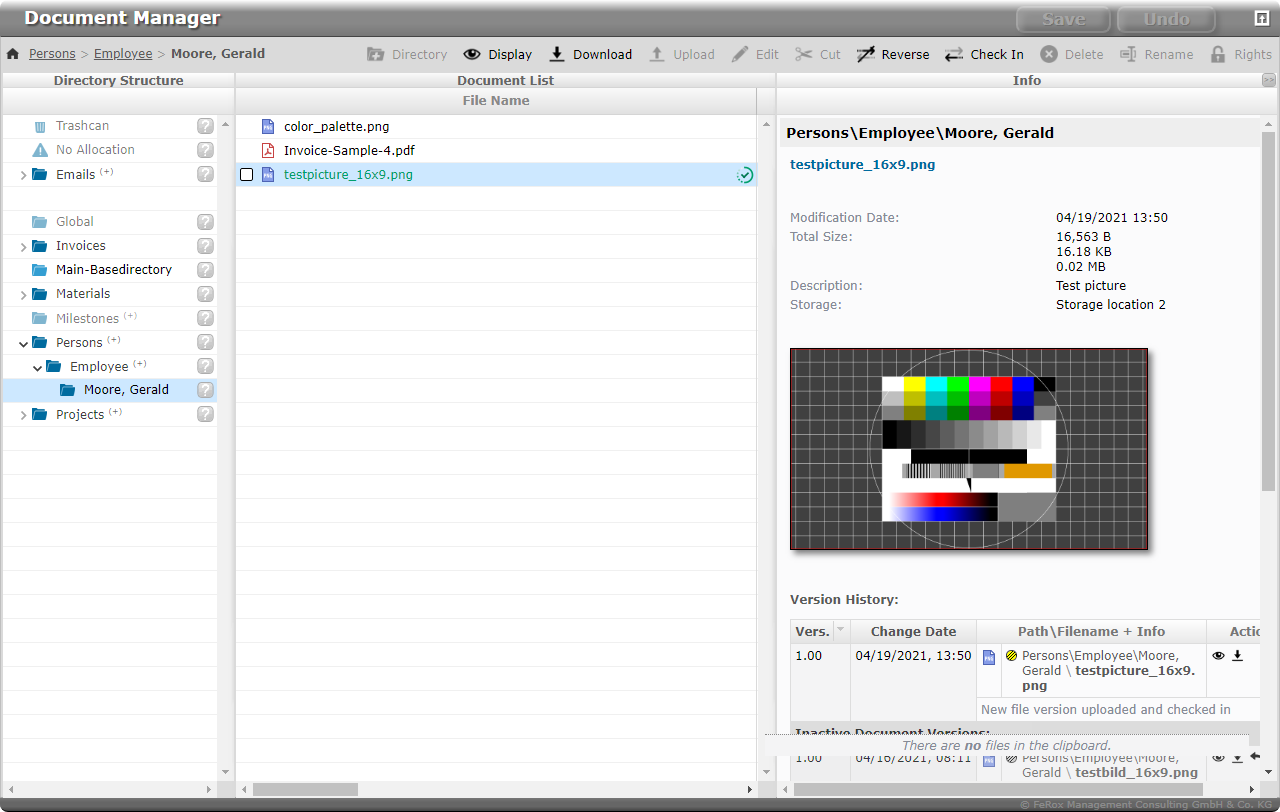 Document Manager
Save
Undo
Persons > Employee > Moore, Gerald
Directory
Display
Download
Upload
Edit
Cut
Reverse
Check In
Delete
Rename
Rights
Directory Structure
Document List
Info
>>
File Name
Trashcan ?
No Allocation ?
Emails (+) ?
Global ?
Invoices ?
Main-Basedirectory ?
Materials ?
Milestones (+) ?
Persons (+) ?
Employee (+) ?
Moore, Gerald ?
Projects (+) ?
color_palette.png
Invoice-Sample-4.pdf
testpicture_16x9.png
Persons\Employee\Moore, Gerald
testpicture_16x9.png
Modification Date: 04/19/2021 13:50
Total Size: 16,563 B
16.18 KB
0.02 MB
Description: Test picture
Storage: Storage location 2
Version History:
Vers. Change Date Path\Filename + Info Actio
1.00 04/19/2021, 13:50 Persons\Employee\Moore,
Gerald \ testpicture_16x9.
png
New file version uploaded and checked in
Inactive Document Versions:
There are no files in the clipboard.
1.00 04/16/2021, 08:11 Persons\Employee\Moore,
Gerald \ testbild_16x9.png
© FeRox Management Consulting GmbH & Co. KG